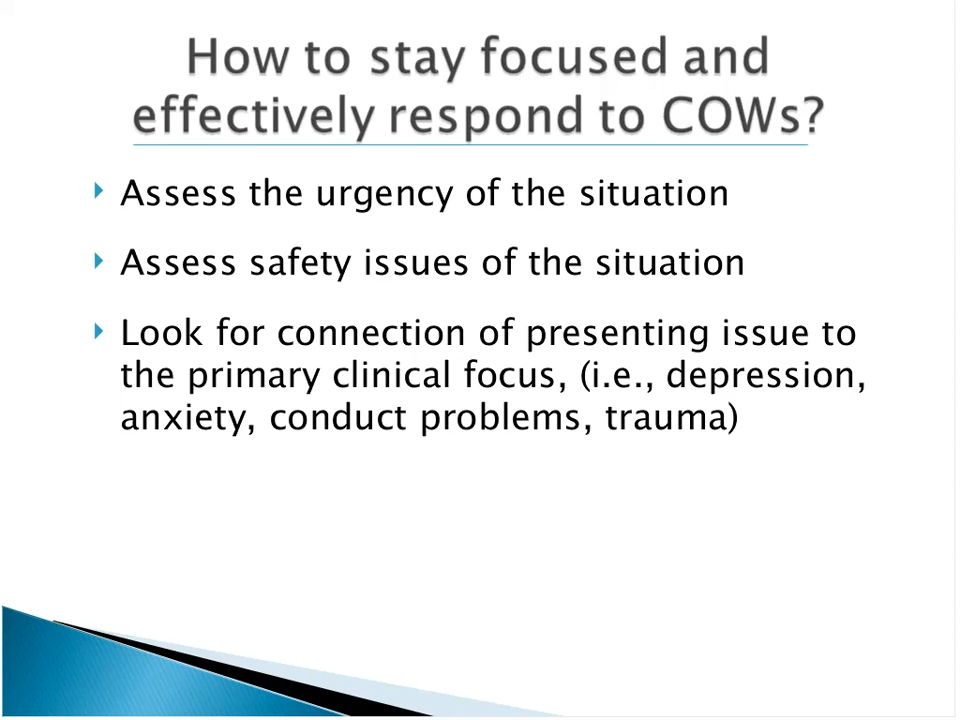 How to stay focused and
effectively respond to COWs?
Assess the urgency of the situation
Assess safety issues of the situation
Look for connection of presenting issue to
the primary clinical focus, (i.e., depression,
anxiety, conduct problems, trauma)